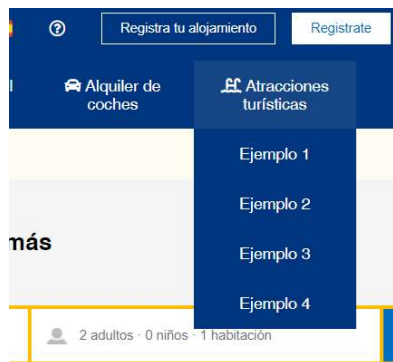 Registra tu alojamiento
Registrate
Alquiler de
coches
Atracciones
turísticas
Ejemplo 1
Ejemplo 2
más
Ejemplo 3
Ejemplo 4
2 adultos · 0 niños · 1 habitación